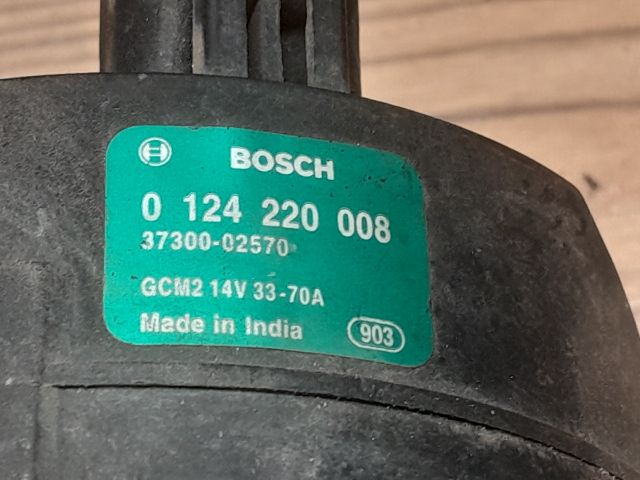 BOSCH
0 124 220 008
37300-02570
GCM2 14V 33-70A
Made in India 903